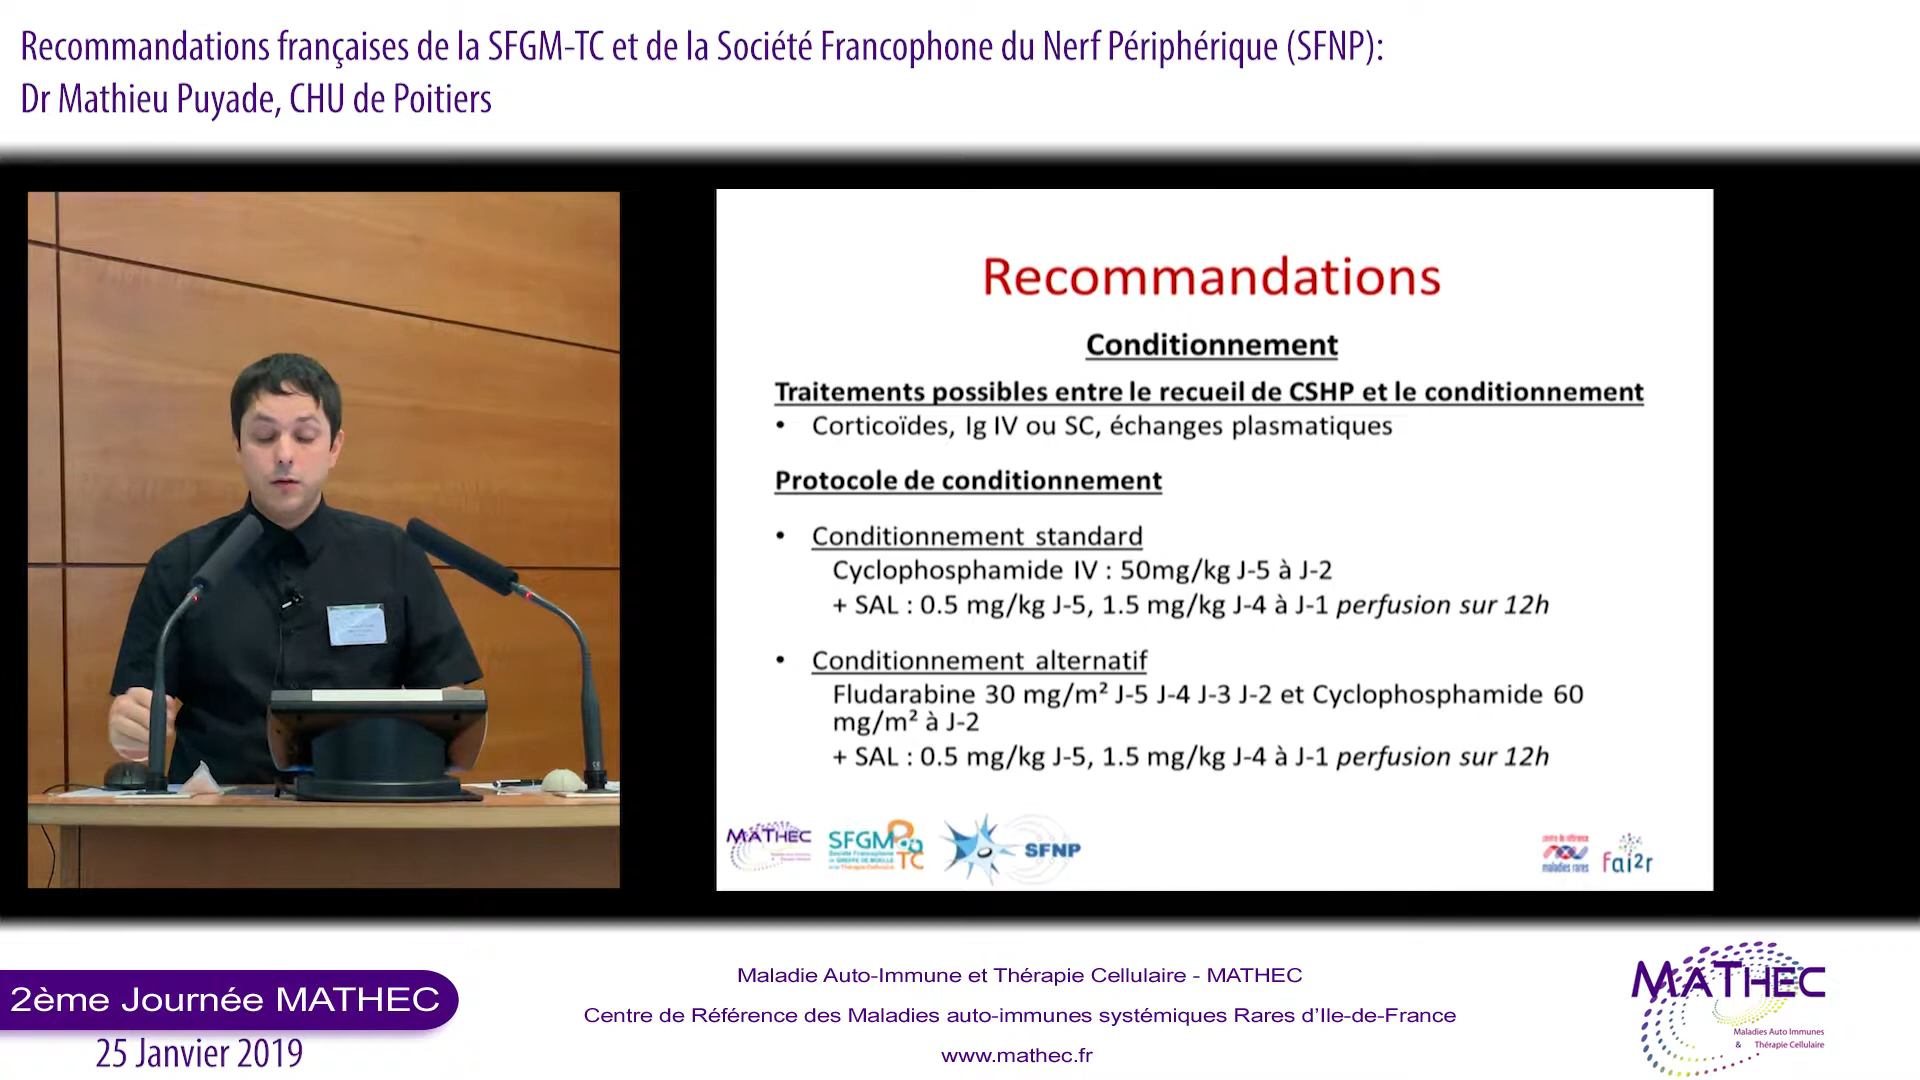 Recommandations françaises de la SFGM-TC et de la Société Francophone du Nerf Périphérique (SFNP):
Dr Mathieu Puyade, CHU de Poitiers
Recommandations
Conditionnement
Traitements possibles entre le recueil de CSHP et le conditionnement
• Corticoïdes, Ig IV ou SC, échanges plasmatiques
Protocole de conditionnement
• Conditionnement standard
Cyclophosphamide IV : 50mg/kg J-5 à J-2
+ SAL : 0.5 mg/kg J-5, 1.5 mg/kg J-4 à J-1 perfusion sur 12h
• Conditionnement alternatif
Fludarabine 30 mg/m² J-5 J-4 J-3 J-2 et Cyclophosphamide 60
mg/m² à J-2
+ SAL : 0.5 mg/kg J-5, 1.5 mg/kg J-4 à J-1 perfusion sur 12h
MATHEC
SFGM
TC
SFNP
maladies rares
fai2r
2ème Journée MATHEC
25 Janvier 2019
Maladie Auto-Immune et Thérapie Cellulaire - MATHEC
Centre de Référence des Maladies auto-immunes systémiques Rares d'Ile-de-France
www.mathec.fr
MATHEC
Maladies Auto Immunes
& Thérapie Cellulaire